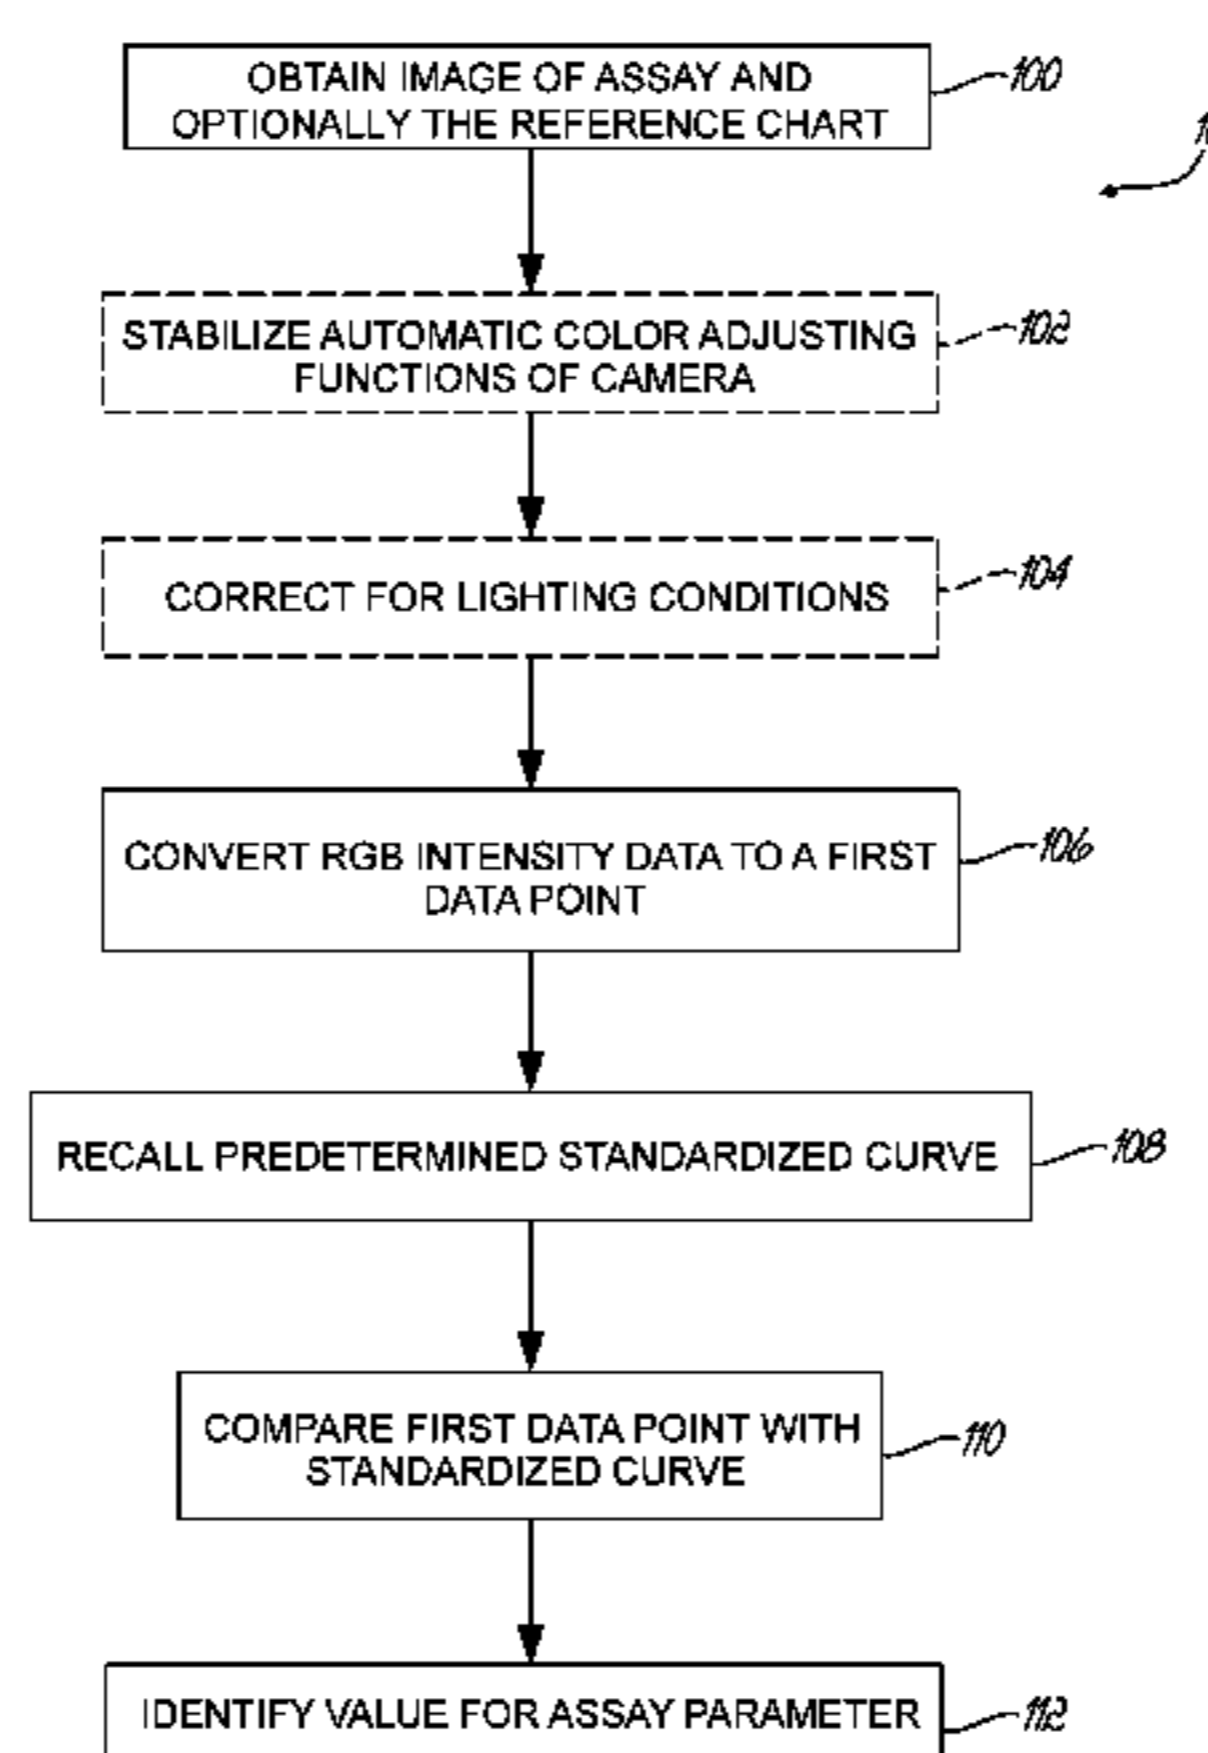 OBTAIN IMAGE OF ASSAY AND
OPTIONALLY THE REFERENCE CHART
100
STABILIZE AUTOMATIC COLOR ADJUSTING
FUNCTIONS OF CAMERA
102
CORRECT FOR LIGHTING CONDITIONS
104
CONVERT RGB INTENSITY DATA TO A FIRST
DATA POINT
106
RECALL PREDETERMINED STANDARDIZED CURVE
108
COMPARE FIRST DATA POINT WITH
STANDARDIZED CURVE
110
IDENTIFY VALUE FOR ASSAY PARAMETER
112